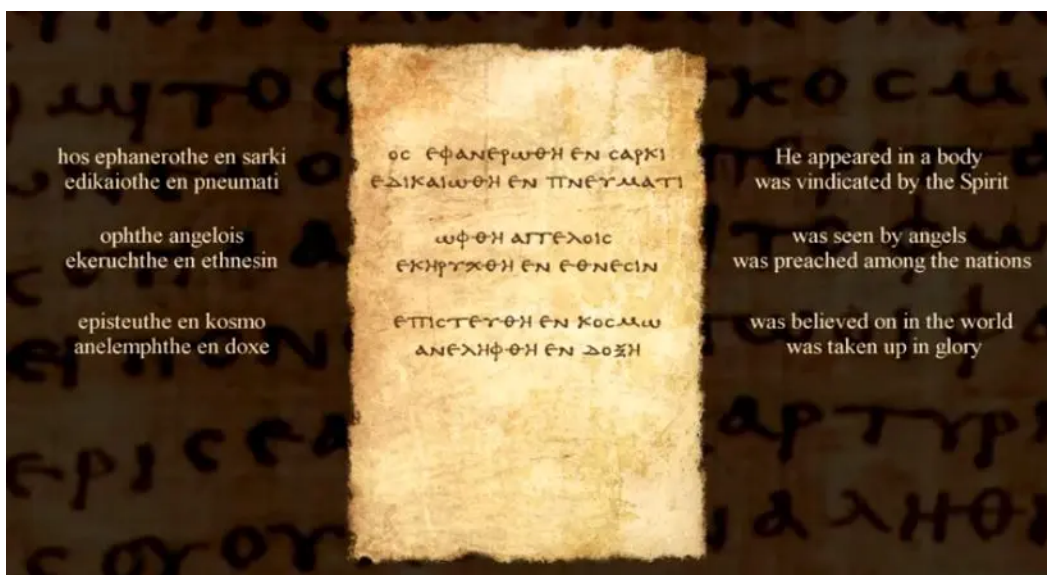 hos ephanerothe en sarki
edikaiothe en pneumati
ophthe angelois
ekeruchthe en ethnesin
episteuthe en kosmo
anelemphthe en doxe
ος εφανερωθη εν σαρκι
εδικαιωθη εν πνευματι
ωφθη αγγελοις
εκηρυχθη εν εθνεσιν
επιστευθη εν κοσμω
ανεληφθη εν δοξη
He appeared in a body
was vindicated by the Spirit
was seen by angels
was preached among the nations
was believed on in the world
was taken up in glory